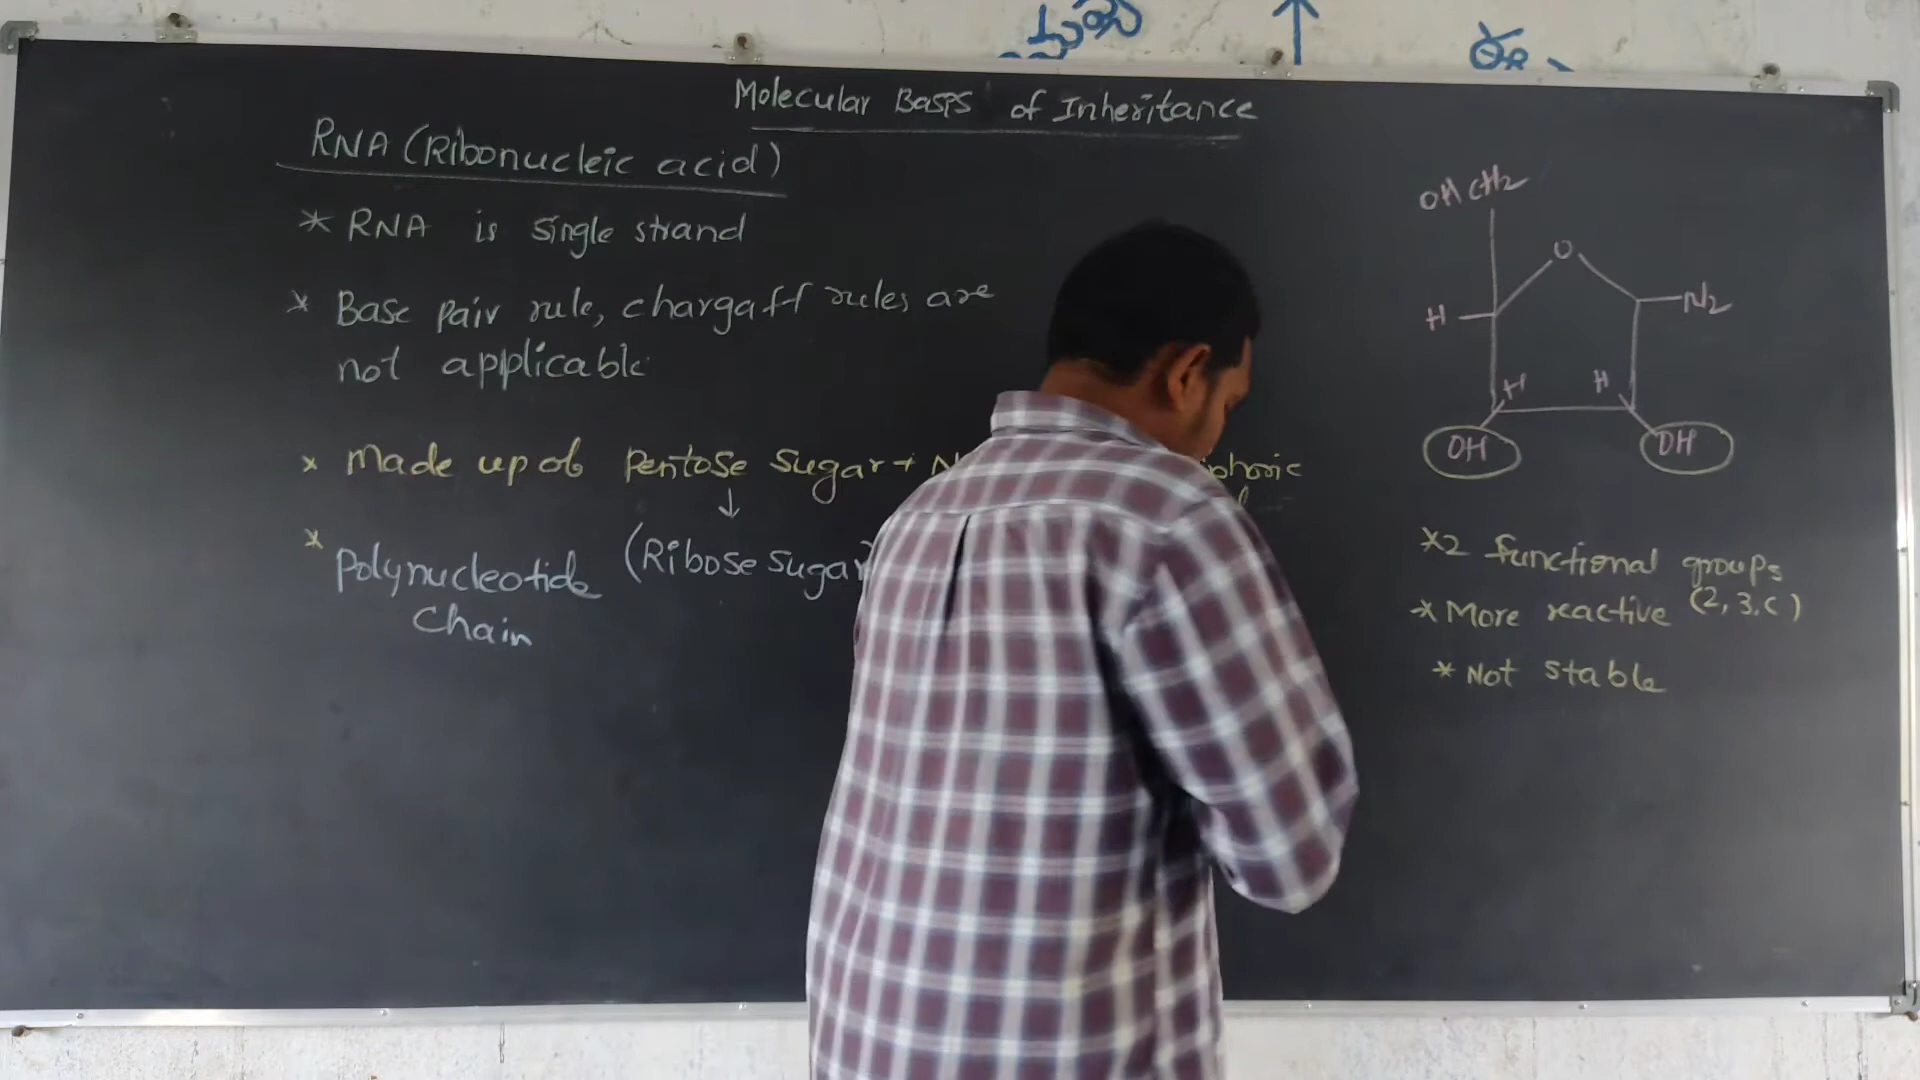 Molecular Basis of Inheritance
RNA (Ribonucleic acid)
* RNA is single strand
* Base pair rule, chargaff rules are
not applicable.
* Made up of Pentose Sugar + N
↓
(Ribose sugar)
* polynucleotide
chain
OH CH2
O
H
N2
H H
OH OH
* 2 functional groups
(2, 3, C)
* More reactive
* Not stable